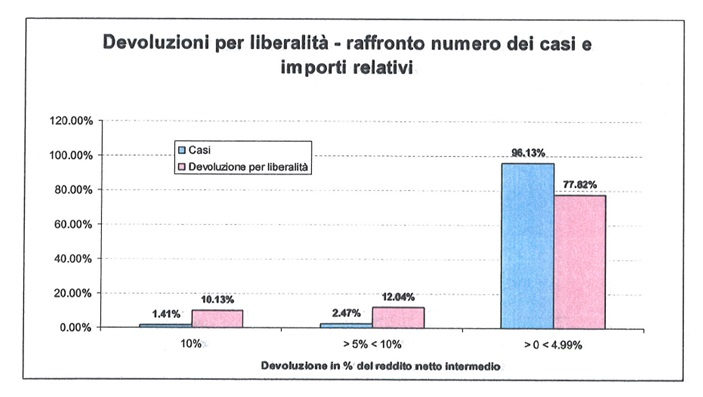 Devoluzioni per liberalità - raffronto numero dei casi e
importi relativi
120.00%
100.00%
80.00%
60.00%
40.00%
20.00%
0.00%
Casi
Devoluzione per liberalità
1.41%
10.13%
2.47%
12.04%
96.13%
77.82%
10%
> 5% < 10%
> 0 < 4.99%
Devoluzione in % del reddito netto intermedio